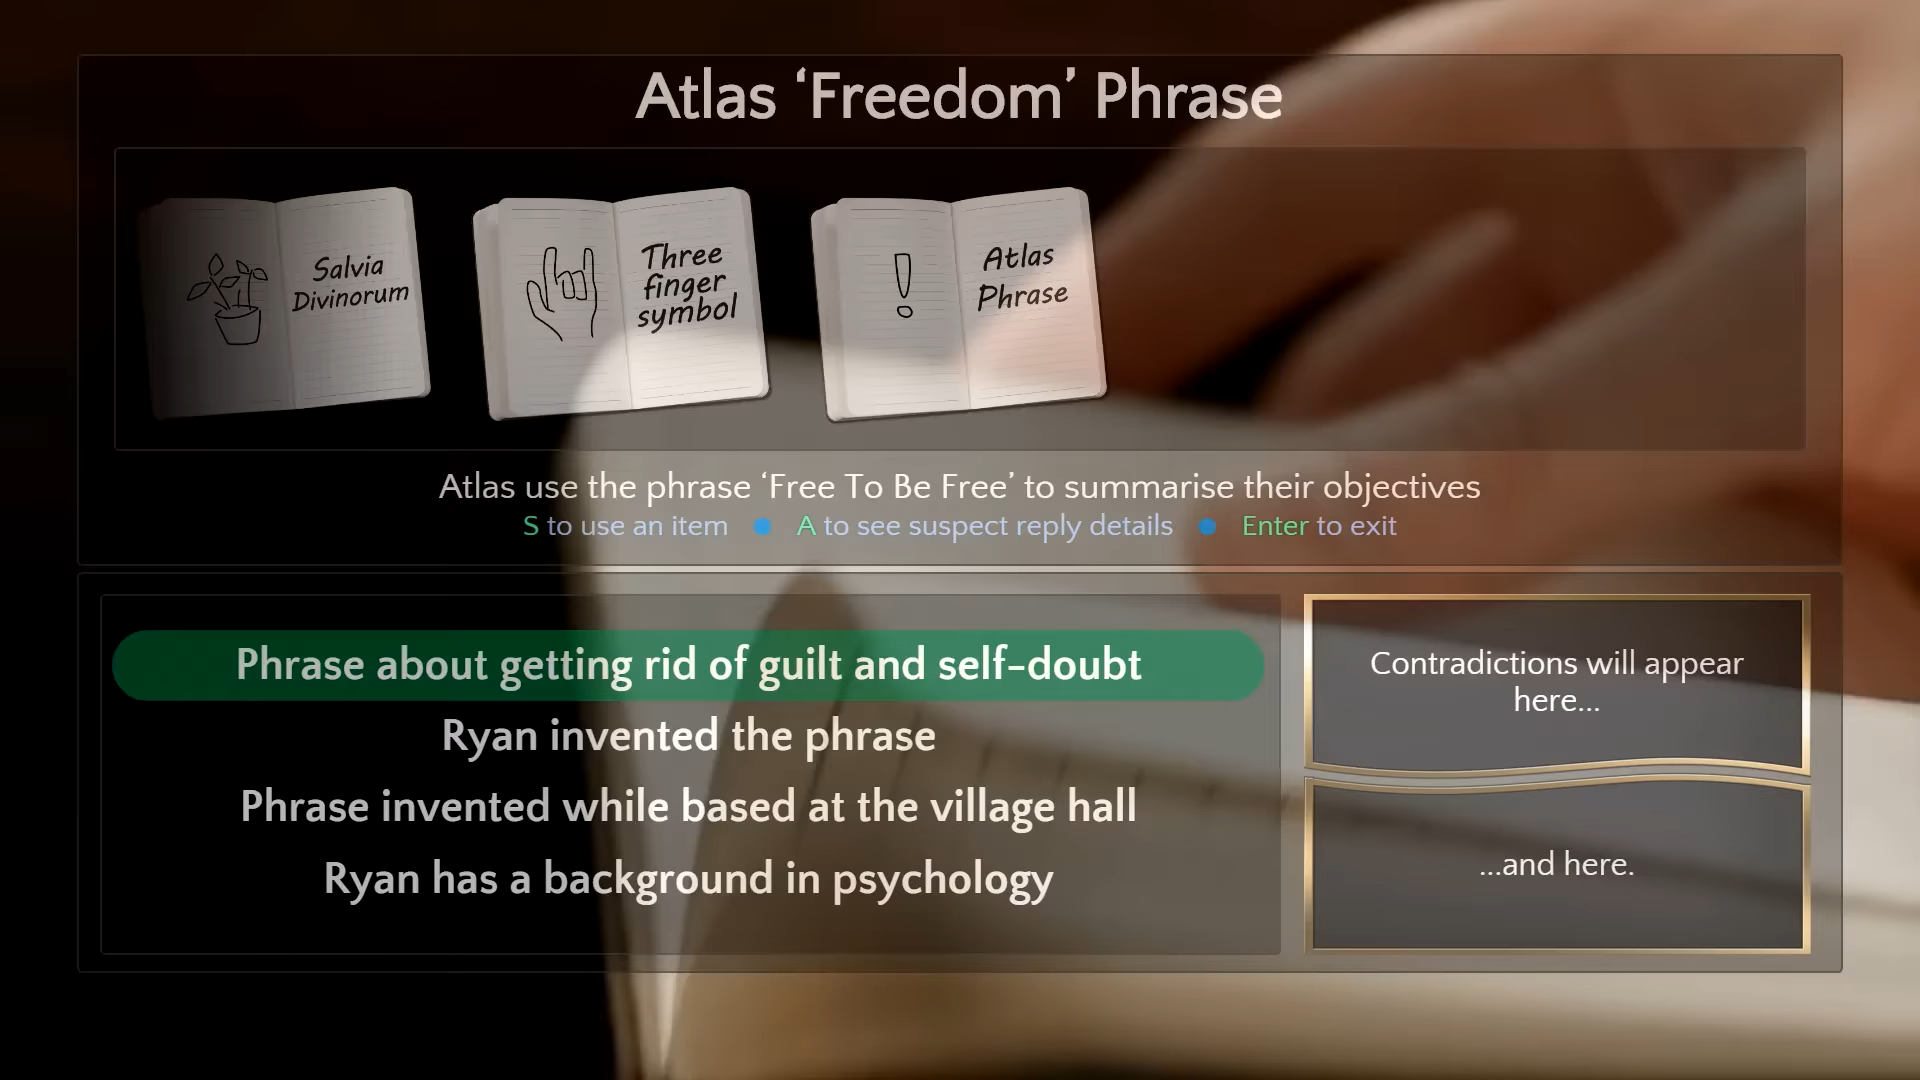 Atlas ‘Freedom’ Phrase
Salvia
Divinorum
Three
finger
symbol
Atlas
Phrase
Atlas use the phrase ‘Free To Be Free’ to summarise their objectives
S to use an item • A to see suspect reply details • Enter to exit
Phrase about getting rid of guilt and self-doubt
Ryan invented the phrase
Phrase invented while based at the village hall
Ryan has a background in psychology
Contradictions will appear
here...
...and here.